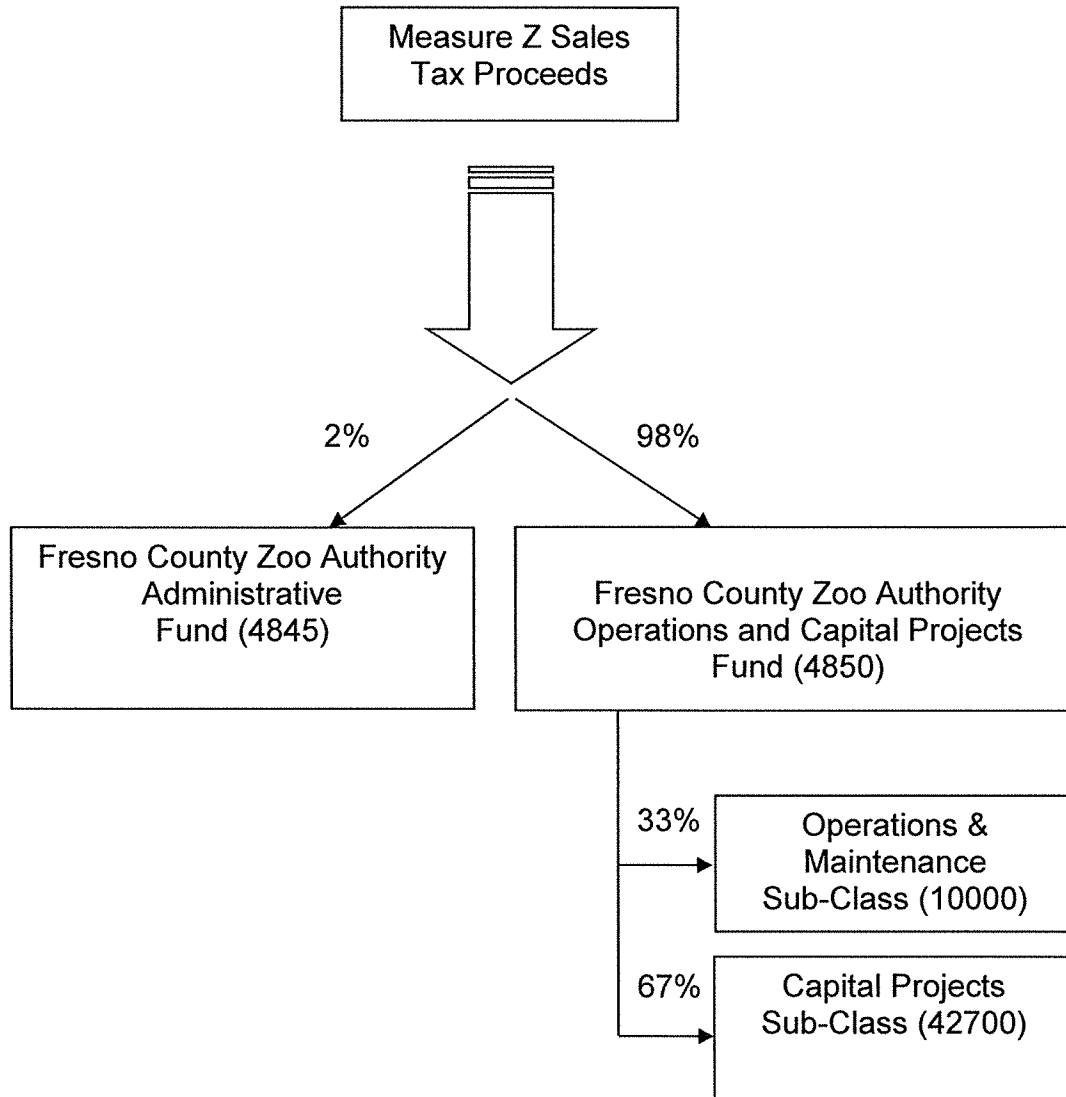 Measure Z Sales
Tax Proceeds
2%
98%
Fresno County Zoo Authority
Administrative
Fund (4845)
Fresno County Zoo Authority
Operations and Capital Projects
Fund (4850)
33%
Operations &
Maintenance
Sub-Class (10000)
67%
Capital Projects
Sub-Class (42700)